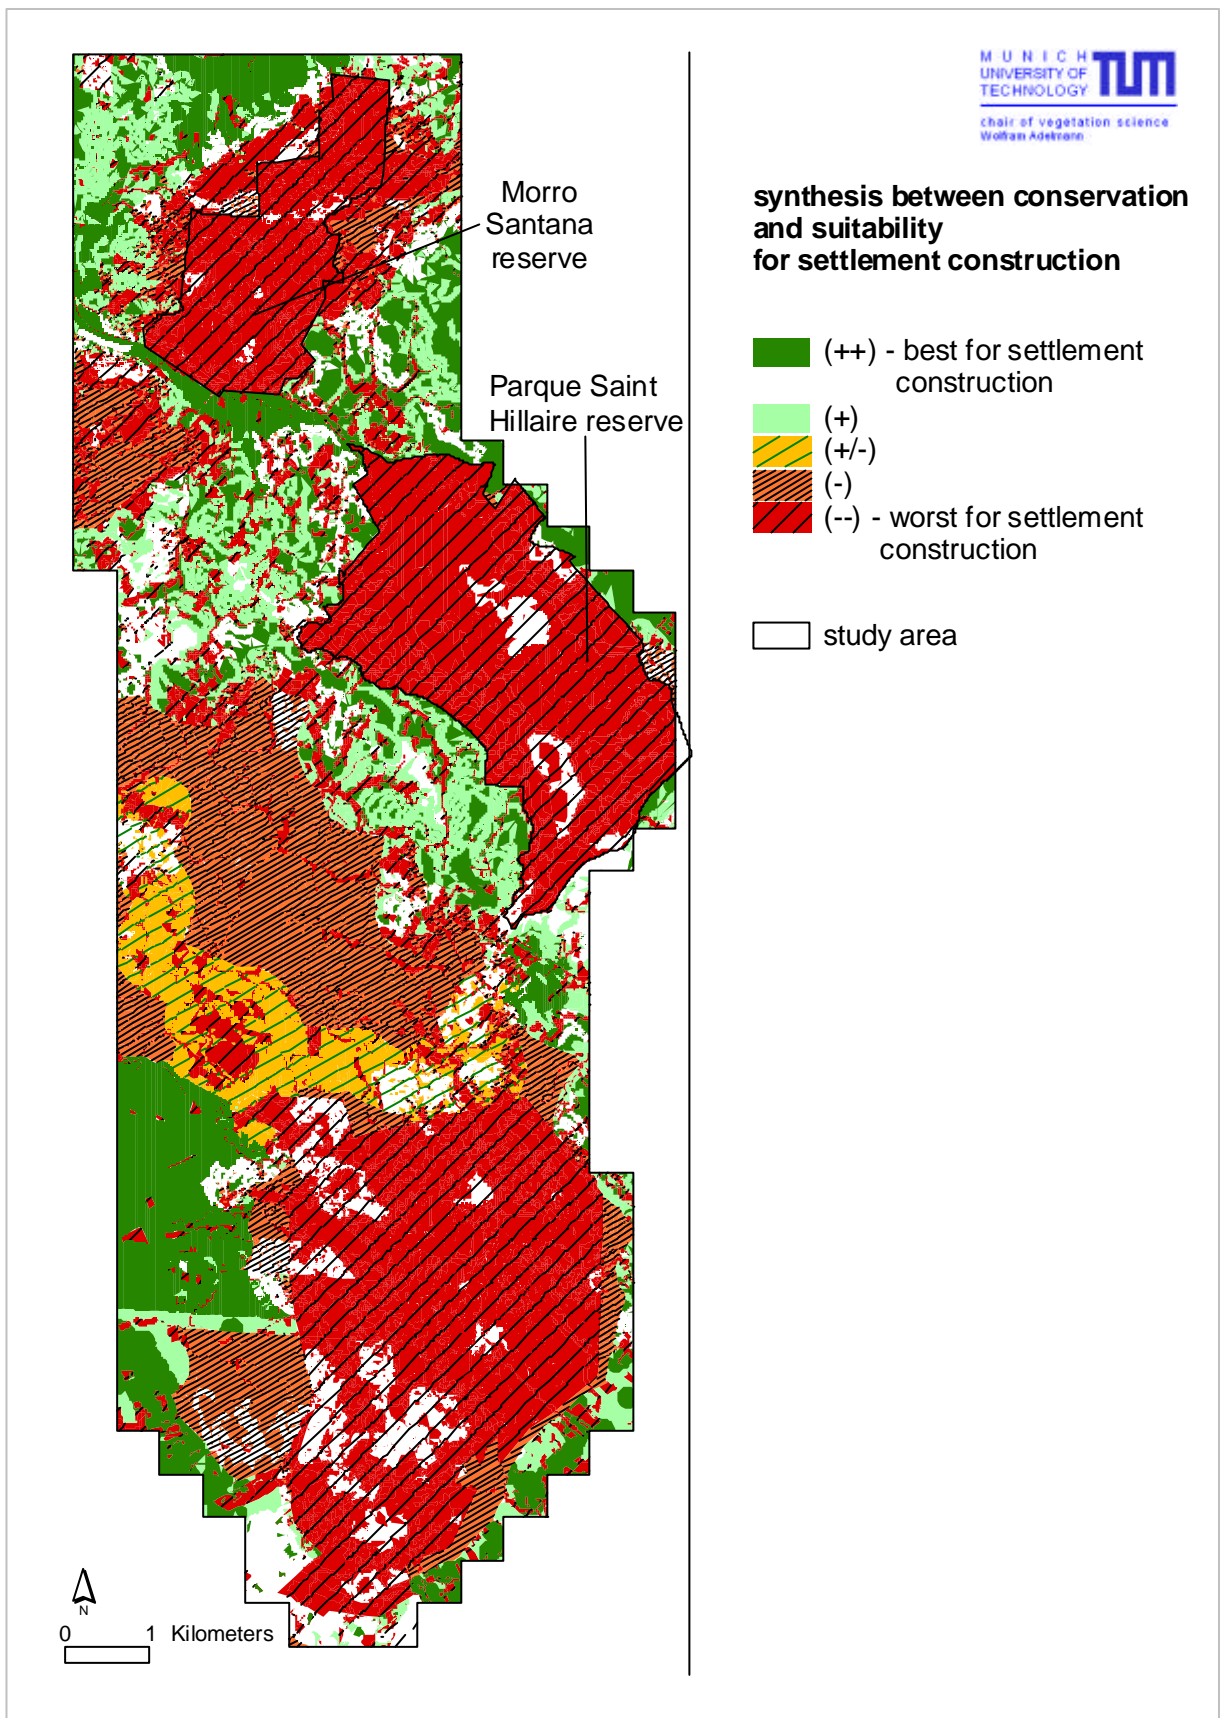 MUNICH
UNIVERSITY OF
TECHNOLOGY
TUM
chair of vegetation science
Wolfram Adelmann
synthesis between conservation
and suitability
for settlement construction
(++) - best for settlement
construction
(+)
(+/-)
(-)
(--) - worst for settlement
construction
study area
Morro
Santana
reserve
Parque Saint
Hillaire reserve
N
0 1 Kilometers